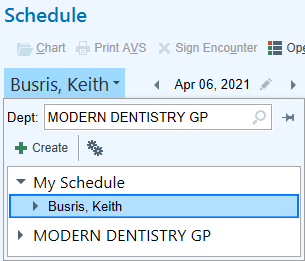 Schedule
Chart Print AVS Sign Encounter Ope
Busris, Keith Apr 06, 2021
Dept: MODERN DENTISTRY GP
Create
My Schedule
Busris, Keith
MODERN DENTISTRY GP